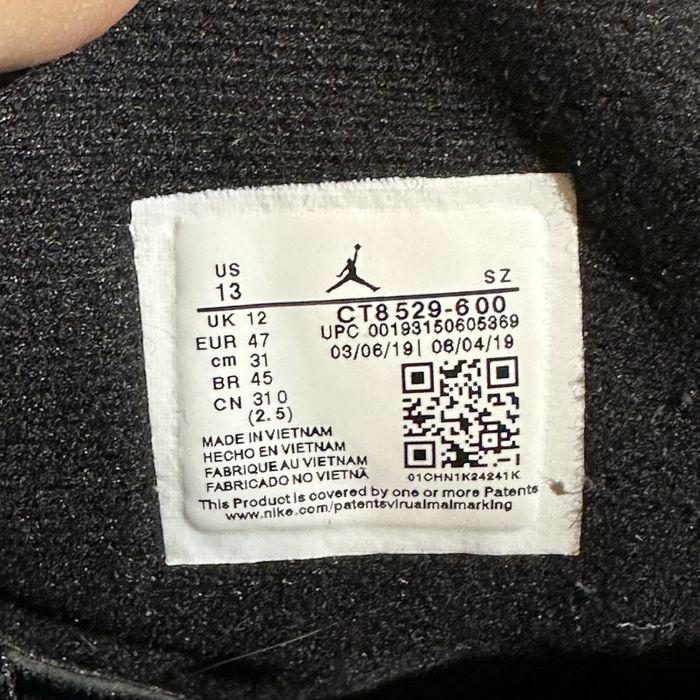 US
13
SZ
UK 12
EUR 47
cm 31
BR 45
CN 310
(2.5)
CT8529-600
UPC 00193150605369
03/06/19| 06/04/19
01CHN1K24241K
MADE IN VIETNAM
HECHO EN VIETNAM
FABRIQUE AU VIETNAM
FABRICADO NO VIETNÃ
This Product is covered by one or more Patents
www.nike.com/patentsvirualmalmarking